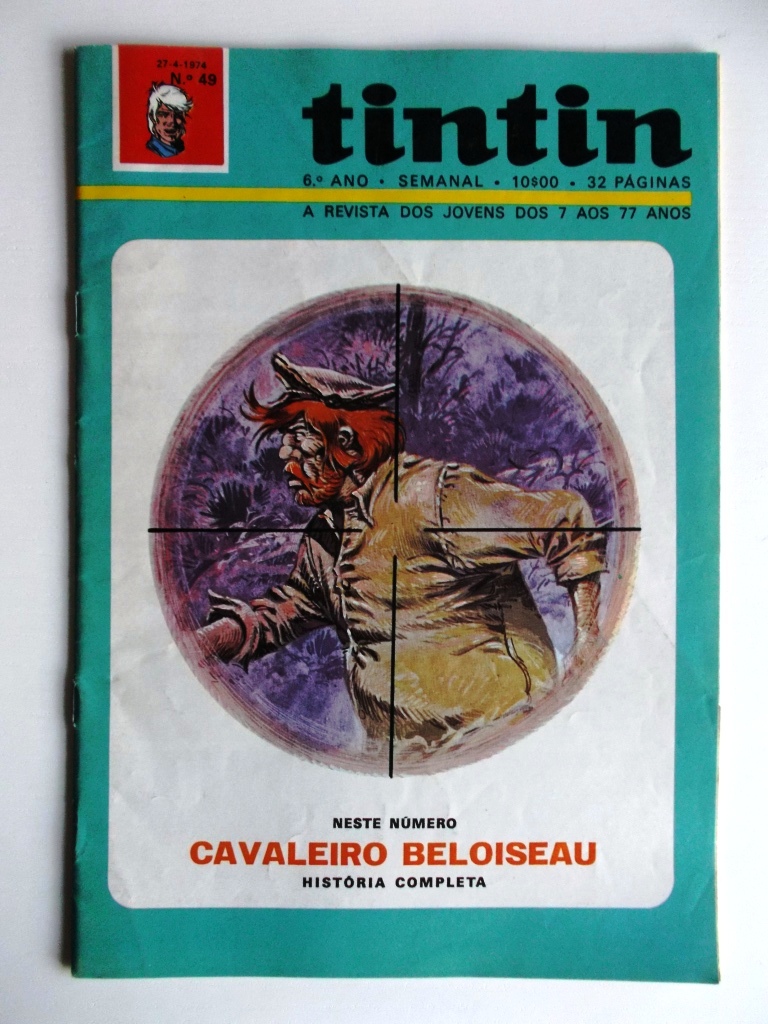 27-4-1974
N.º 49
tintin
6.º ANO • SEMANAL • 10$00 • 32 PÁGINAS
A REVISTA DOS JOVENS DOS 7 AOS 77 ANOS
NESTE NÚMERO
CAVALEIRO BELOISEAU
HISTÓRIA COMPLETA